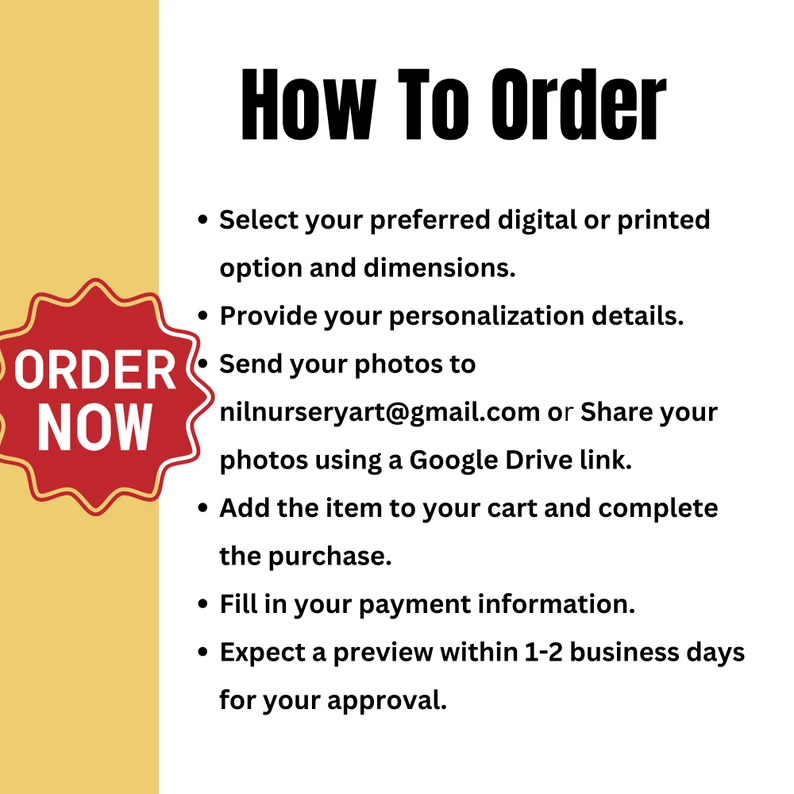 How To Order
• Select your preferred digital or printed
option and dimensions.
• Provide your personalization details.
• Send your photos to
nilnurseryart@gmail.com or Share your
photos using a Google Drive link.
• Add the item to your cart and complete
the purchase.
• Fill in your payment information.
• Expect a preview within 1-2 business days
for your approval.
ORDER
NOW